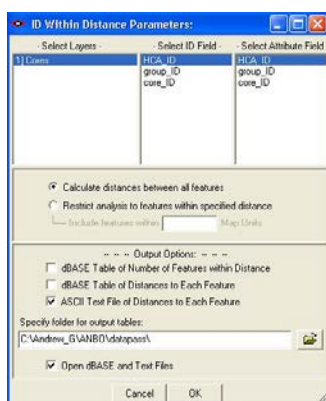 ID Within Distance Parameters:
- Select Layers -
- Select ID Field -
- Select Attribute Field
1) Cores
HCA_ID
group_ID
core_ID
HCA_ID
group_ID
core_ID
Calculate distances between all features
Restrict analysis to features within specified distance
Include features within
Map Units
-- -- -- Output Options: -- -- --
dBASE Table of Number of Features within Distance
dBASE Table of Distances to Each Feature
ASCII Text File of Distances to Each Feature
Specify folder for output tables:
C:\Andrew_G\ANBO\datapass\
Open dBASE and Text Files
Cancel
OK